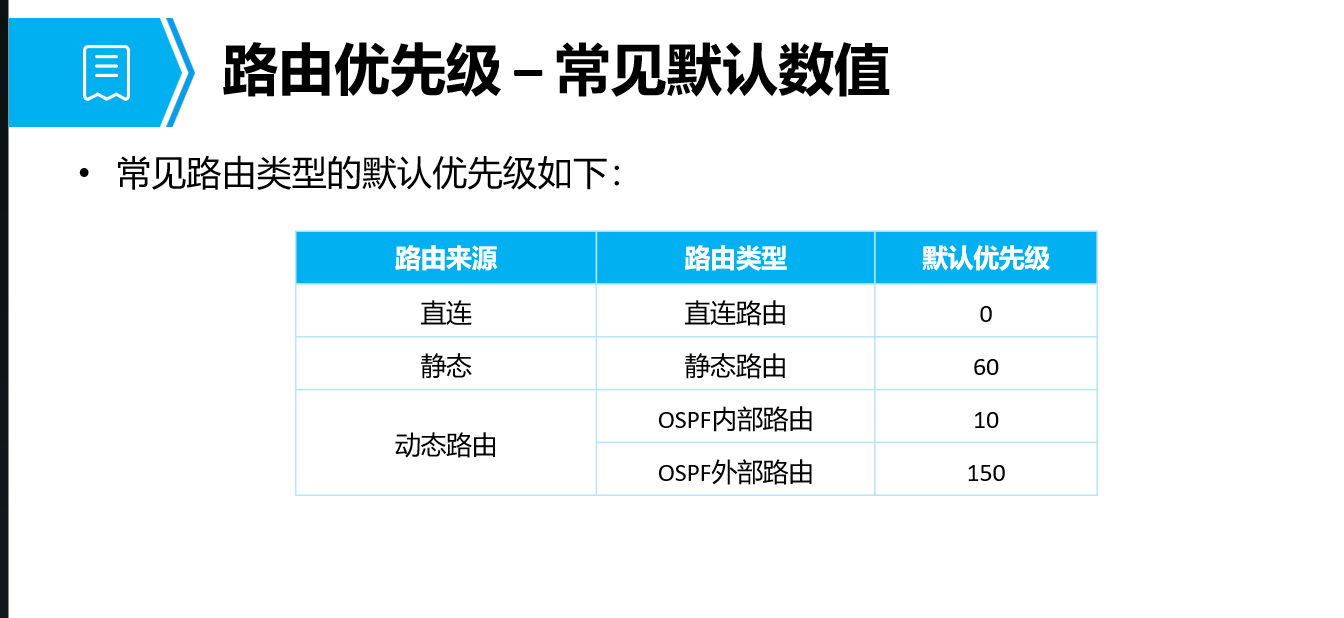 路由优先级 – 常见默认数值
• 常见路由类型的默认优先级如下：
路由来源 路由类型 默认优先级
直连 直连路由 0
静态 静态路由 60
动态路由 OSPF内部路由 10
OSPF外部路由 150